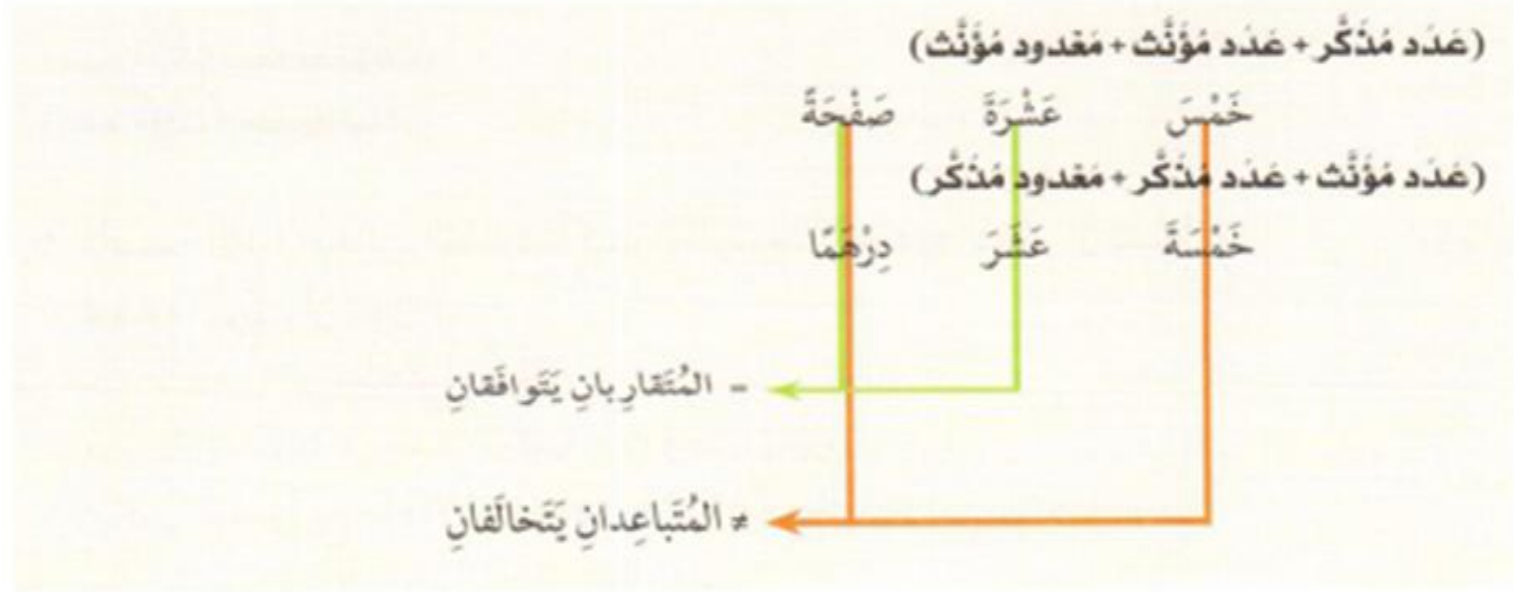 (عَدَد مُذَكَّر + عَدَد مُؤَنَّث + مَعْدود مُؤَنَّث)
خَمْسَ عَشْرَةَ صَفْحَةً
(عَدَد مُؤَنَّث + عَدَد مُذَكَّر + مَعْدود مُذَكَّر)
خَمْسَةَ عَشَرَ دِرْهَمًا
= المُتَقارِبانِ يَتَوافَقانِ
≠ المُتَباعِدانِ يَتَخالَفانِ